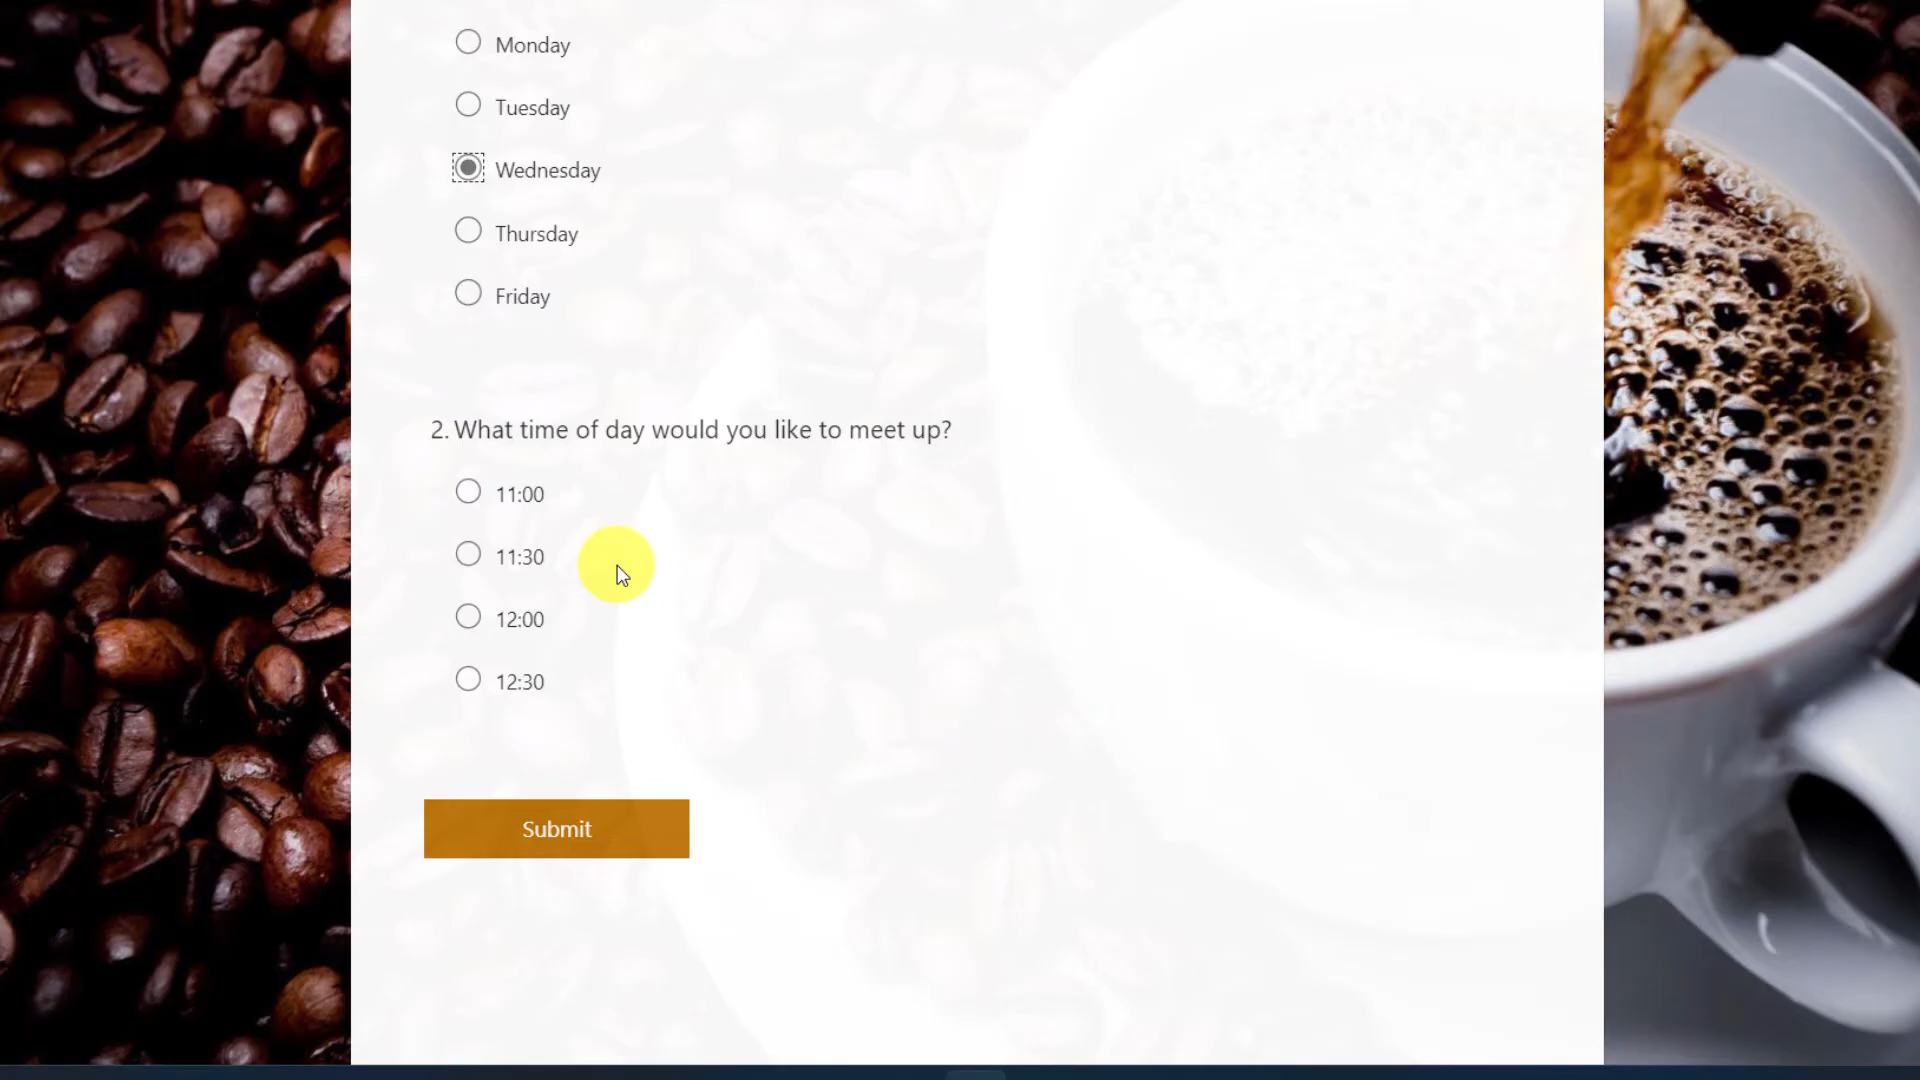 Monday
Tuesday
Wednesday
Thursday
Friday
2. What time of day would you like to meet up?
11:00
11:30
12:00
12:30
Submit